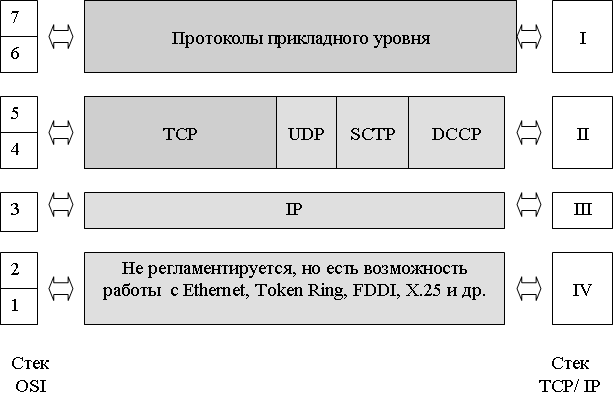 7
6
Протоколы прикладного уровня
I
5
4
TCP
UDP
SCTP
DCCP
II
3
IP
III
2
1
Не регламентируется, но есть возможность
работы с Ethernet, Token Ring, FDDI, X.25 и др.
IV
Стек
OSI
Стек
TCP/ IP